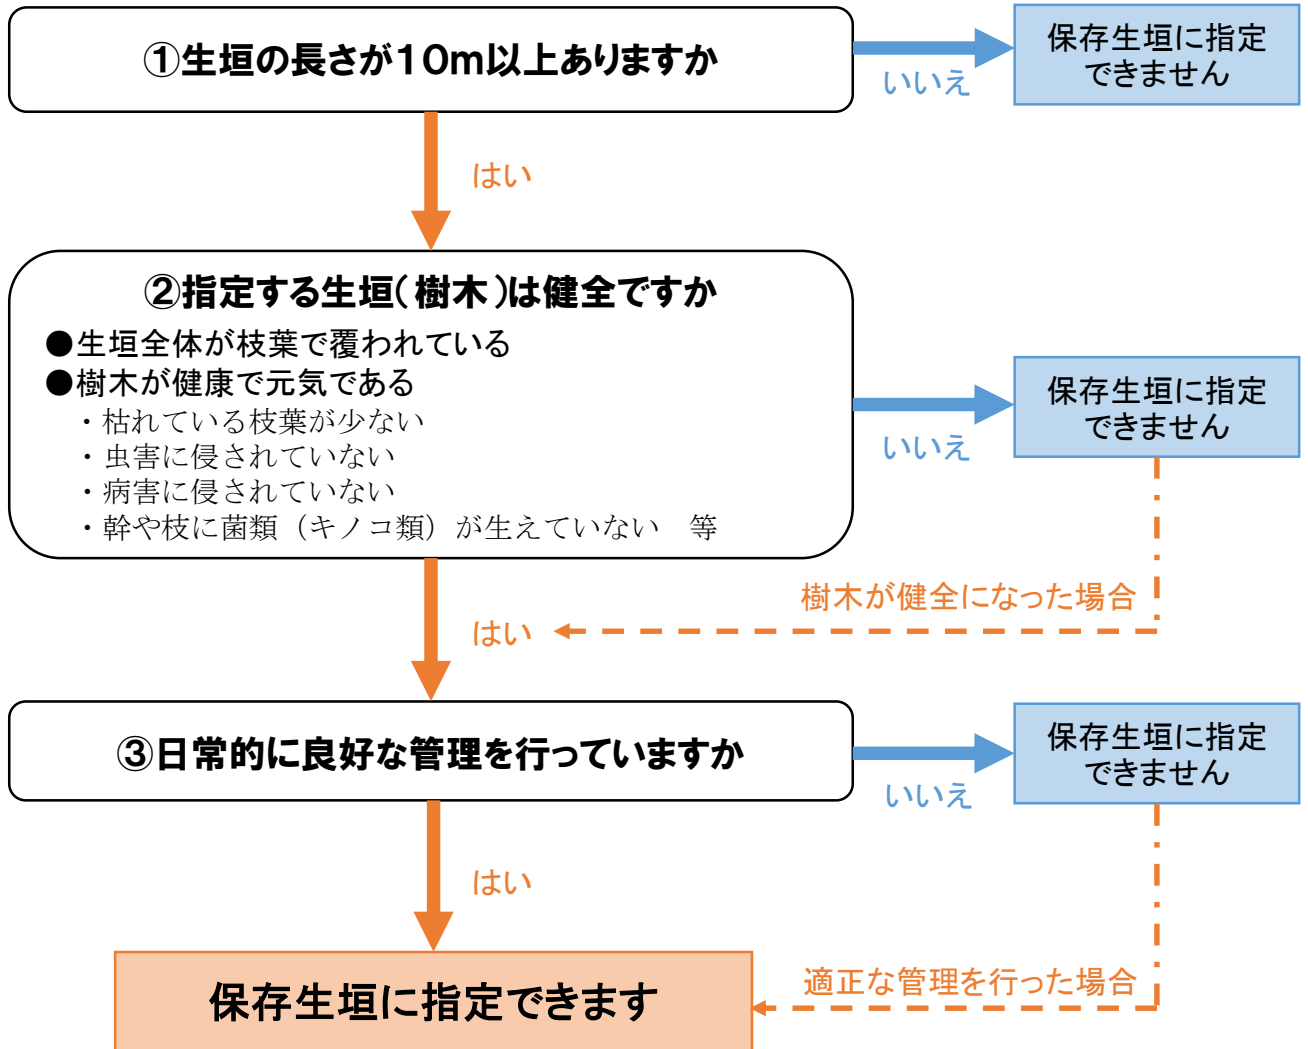 ①生垣の長さが10m以上ありますか
いいえ
保存生垣に指定
できません
はい
②指定する生垣(樹木)は健全ですか
●生垣全体が枝葉で覆われている
●樹木が健康で元気である
・枯れている枝葉が少ない
・虫害に侵されていない
・病害に侵されていない
・幹や枝に菌類（キノコ類）が生えていない　等
いいえ
保存生垣に指定
できません
樹木が健全になった場合
はい
③日常的に良好な管理を行っていますか
いいえ
保存生垣に指定
できません
はい
適正な管理を行った場合
保存生垣に指定できます